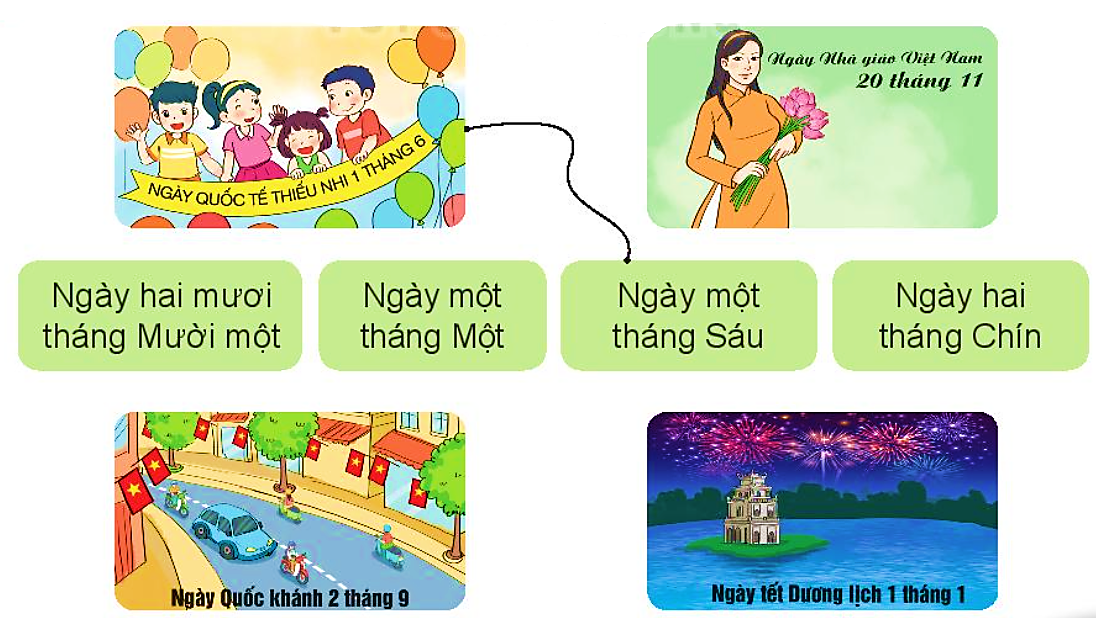 NGÀY QUỐC TẾ THIẾU NHI 1 THÁNG 6
Ngày Nhà giáo Việt Nam
20 tháng 11
Ngày hai mươi
tháng Mười một
Ngày một
tháng Một
Ngày một
tháng Sáu
Ngày hai
tháng Chín
Ngày Quốc khánh 2 tháng 9
Ngày tết Dương lịch 1 tháng 1